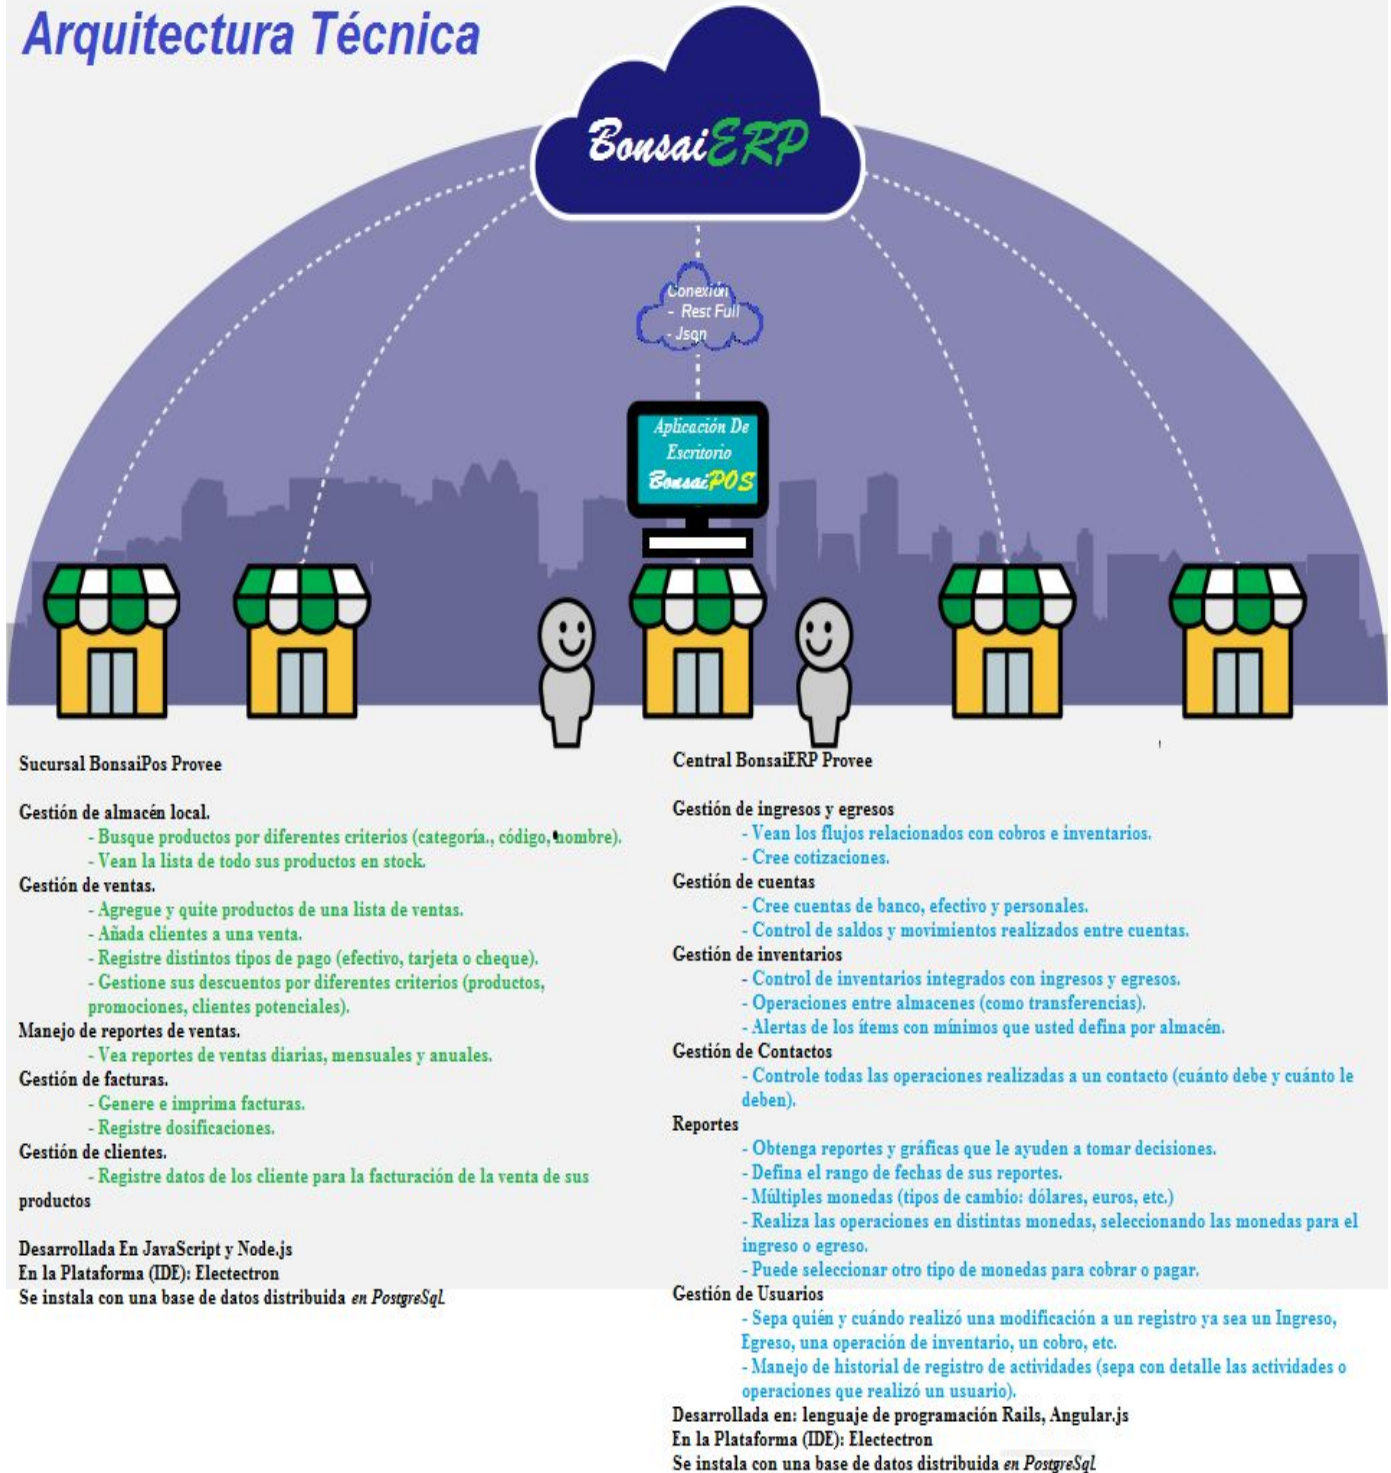 Arquitectura Técnica
BonsaiERP
Conexión
- Rest Full
- Json
Aplicación De
Escritorio
BonsaiPOS
Sucursal BonsaiPos Provee
Gestión de almacén local.
- Busque productos por diferentes criterios (categoría., código, nombre).
- Vean la lista de todo sus productos en stock.
Gestión de ventas.
- Agregue y quite productos de una lista de ventas.
- Añada clientes a una venta.
- Registre distintos tipos de pago (efectivo, tarjeta o cheque).
- Gestione sus descuentos por diferentes criterios (productos,
promociones, clientes potenciales).
Manejo de reportes de ventas.
- Vea reportes de ventas diarias, mensuales y anuales.
Gestión de facturas.
- Genere e imprima facturas.
- Registre dosificaciones.
Gestión de clientes.
- Registre datos de los cliente para la facturación de la venta de sus
productos
Desarrollada En JavaScript y Node.js
En la Plataforma (IDE): Electectron
Se instala con una base de datos distribuida en PostgreSql.
Central BonsaiERP Provee
Gestión de ingresos y egresos
- Vean los flujos relacionados con cobros e inventarios.
- Cree cotizaciones.
Gestión de cuentas
- Cree cuentas de banco, efectivo y personales.
- Control de saldos y movimientos realizados entre cuentas.
Gestión de inventarios
- Control de inventarios integrados con ingresos y egresos.
- Operaciones entre almacenes (como transferencias).
- Alertas de los ítems con mínimos que usted defina por almacén.
Gestión de Contactos
- Controle todas las operaciones realizadas a un contacto (cuánto debe y cuánto le
deben).
Reportes
- Obtenga reportes y gráficas que le ayuden a tomar decisiones.
- Defina el rango de fechas de sus reportes.
- Múltiples monedas (tipos de cambio: dólares, euros, etc.)
- Realiza las operaciones en distintas monedas, seleccionando las monedas para el
ingreso o egreso.
- Puede seleccionar otro tipo de monedas para cobrar o pagar.
Gestión de Usuarios
- Sepa quién y cuándo realizó una modificación a un registro ya sea un Ingreso,
Egreso, una operación de inventario, un cobro, etc.
- Manejo de historial de registro de actividades (sepa con detalle las actividades o
operaciones que realizó un usuario).
Desarrollada en: lenguaje de programación Rails, Angular.js
En la Plataforma (IDE): Electectron
Se instala con una base de datos distribuida en PostgreSql.